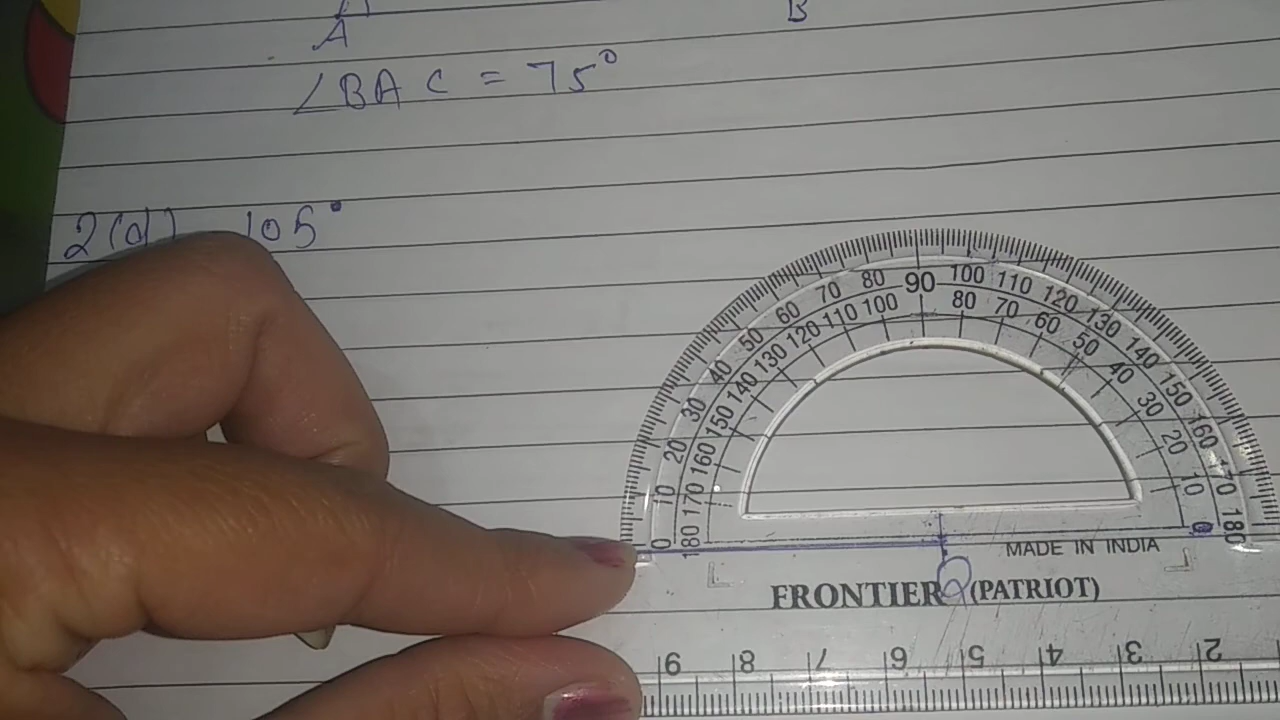 A B
∠BAC = 75°
2(d) 105°
0 10 20 30 40 50 60 70 80 90 100 110 120 130 140 150 160 170 180
180 170 160 150 140 130 120 110 100 80 70 60 50 40 30 20 10 0
MADE IN INDIA
FRONTIER (PATRIOT)
Q
9 8 7 6 5 4 3 2